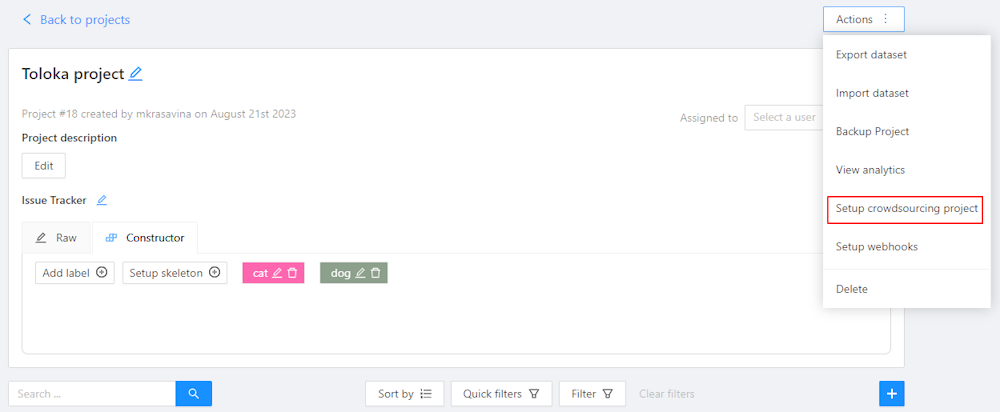 Back to projects
Actions
Export dataset
Import dataset
Backup Project
View analytics
Setup crowdsourcing project
Setup webhooks
Delete
Toloka project
Project #18 created by mkrasavina on August 21st 2023
Assigned to Select a user
Project description
Edit
Issue Tracker
Raw Constructor
Add label Setup skeleton cat dog
Search ... Sort by Quick filters Filter Clear filters